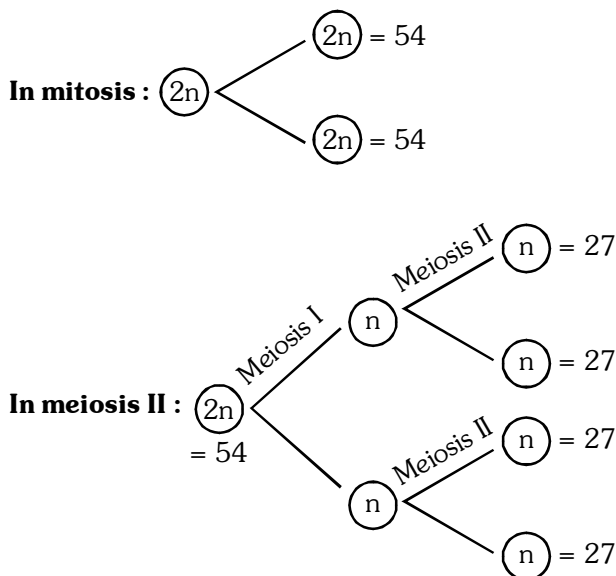 2n = 54
In mitosis : 2n
2n = 54
Meiosis II n = 27
Meiosis I n
n = 27
In meiosis II : 2n
= 54
Meiosis II n = 27
n
n = 27